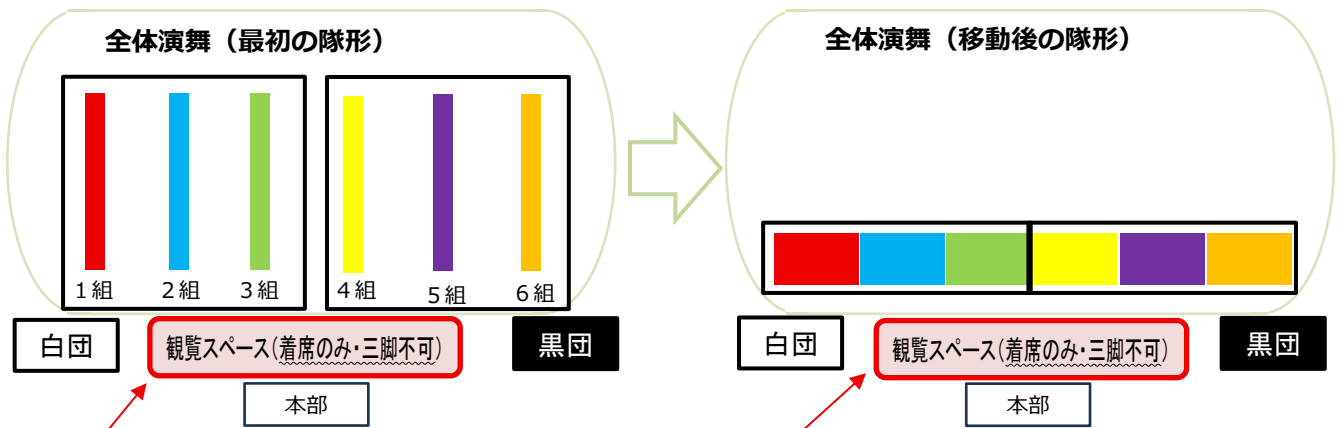 全体演舞（最初の隊形）
1組
2組
3組
4組
5組
6組
白団
観覧スペース(着席のみ・三脚不可)
黒団
本部
全体演舞（移動後の隊形）
白団
観覧スペース(着席のみ・三脚不可)
黒団
本部